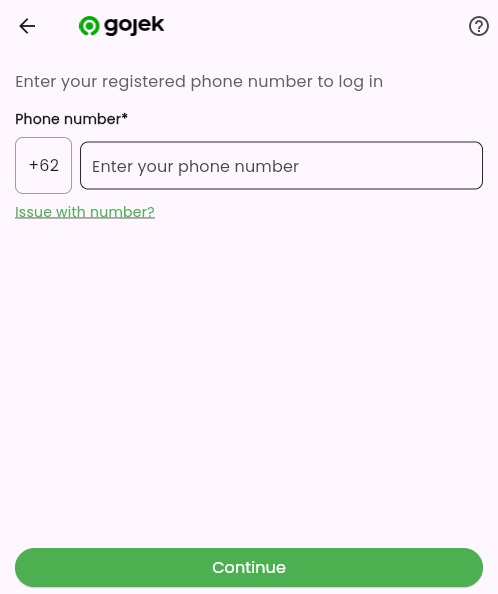 gojek
Enter your registered phone number to log in
Phone number*
+62
Enter your phone number
Issue with number?
Continue